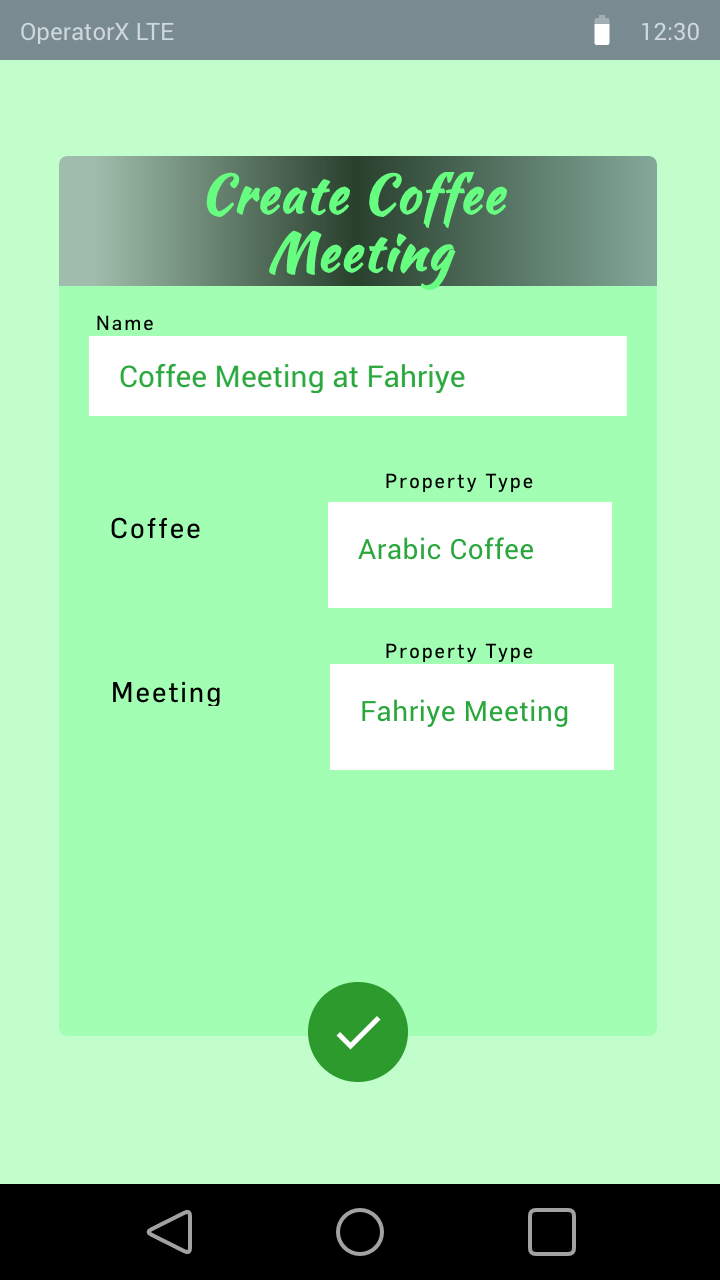 OperatorX LTE 12:30
Create Coffee
Meeting
Name
Coffee Meeting at Fahriye
Property Type
Coffee
Arabic Coffee
Property Type
Meeting
Fahriye Meeting